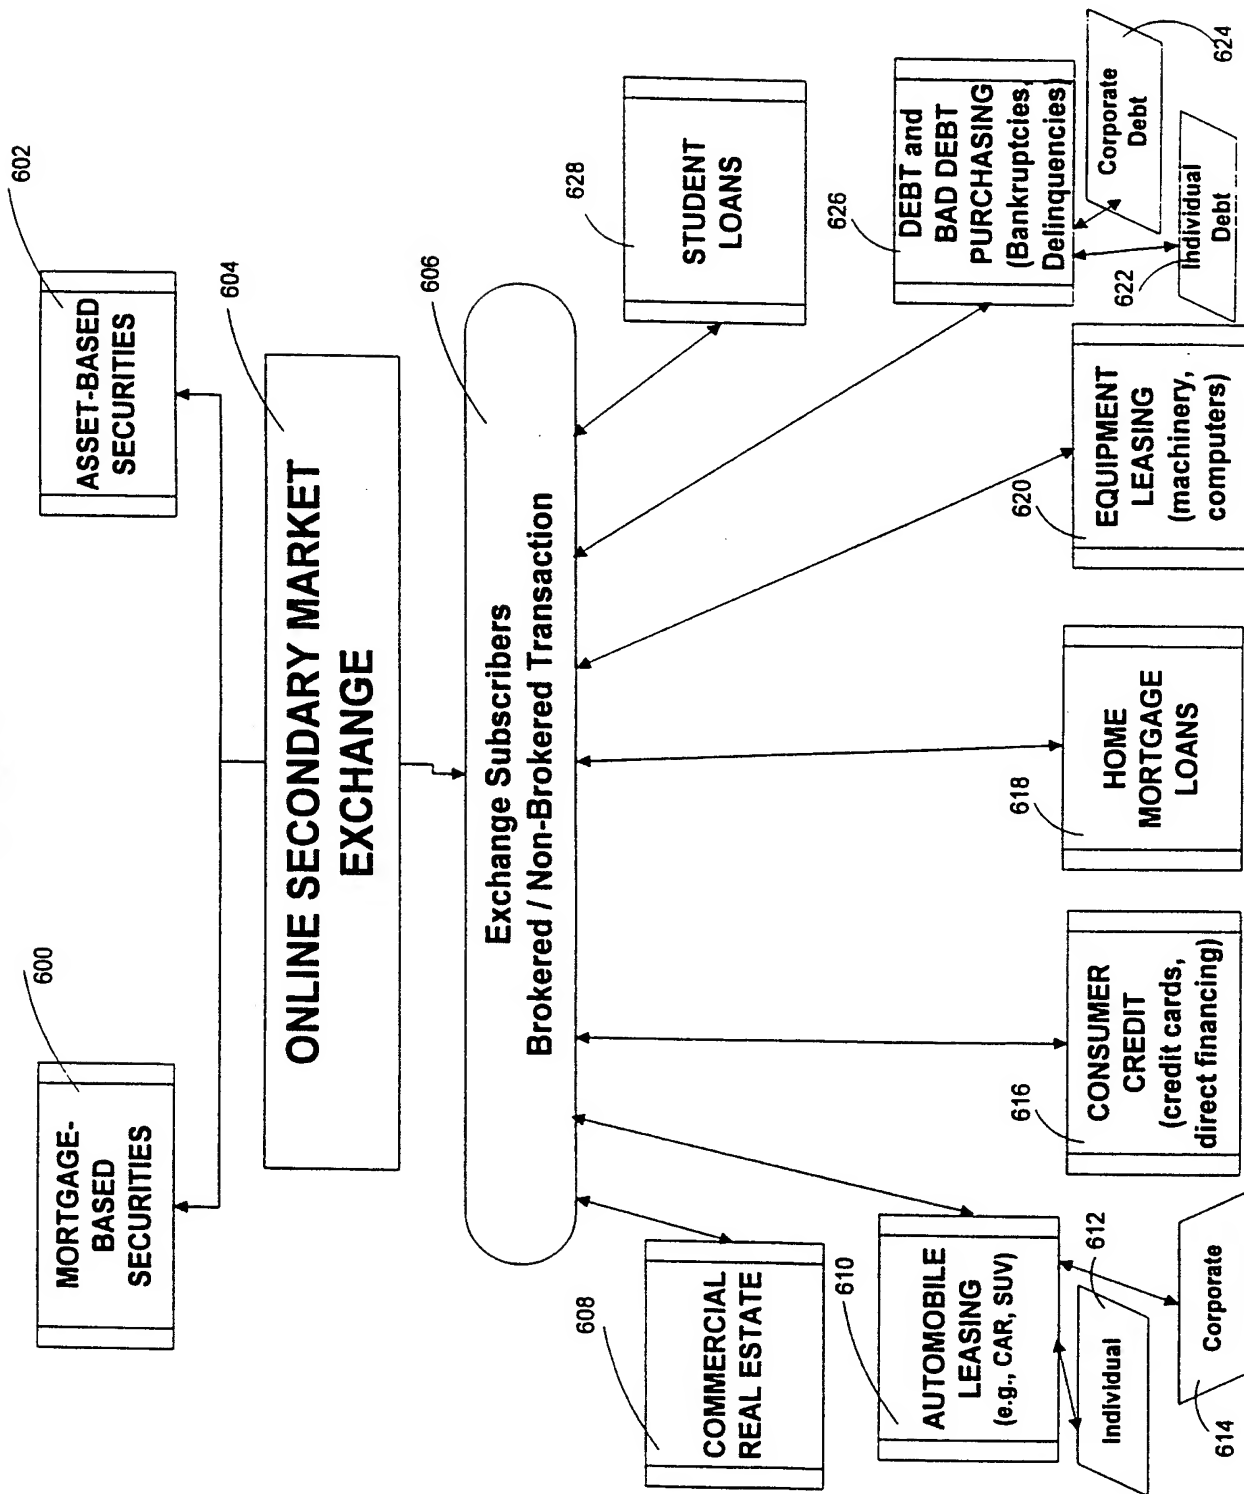 600
MORTGAGE-
BASED
SECURITIES
602
ASSET-BASED
SECURITIES
604
ONLINE SECONDARY MARKET
EXCHANGE
606
Exchange Subscribers
Brokered / Non-Brokered Transaction
608
COMMERCIAL
REAL ESTATE
628
STUDENT
LOANS
610
AUTOMOBILE
LEASING
(e.g., CAR, SUV)
612
Individual
614
Corporate
616
CONSUMER
CREDIT
(credit cards,
direct financing)
618
HOME
MORTGAGE
LOANS
620
EQUIPMENT
LEASING
(machinery,
computers)
626
DEBT and
BAD DEBT
PURCHASING
(Bankruptcies,
Delinquencies)
622
Individual
Debt
624
Corporate
Debt